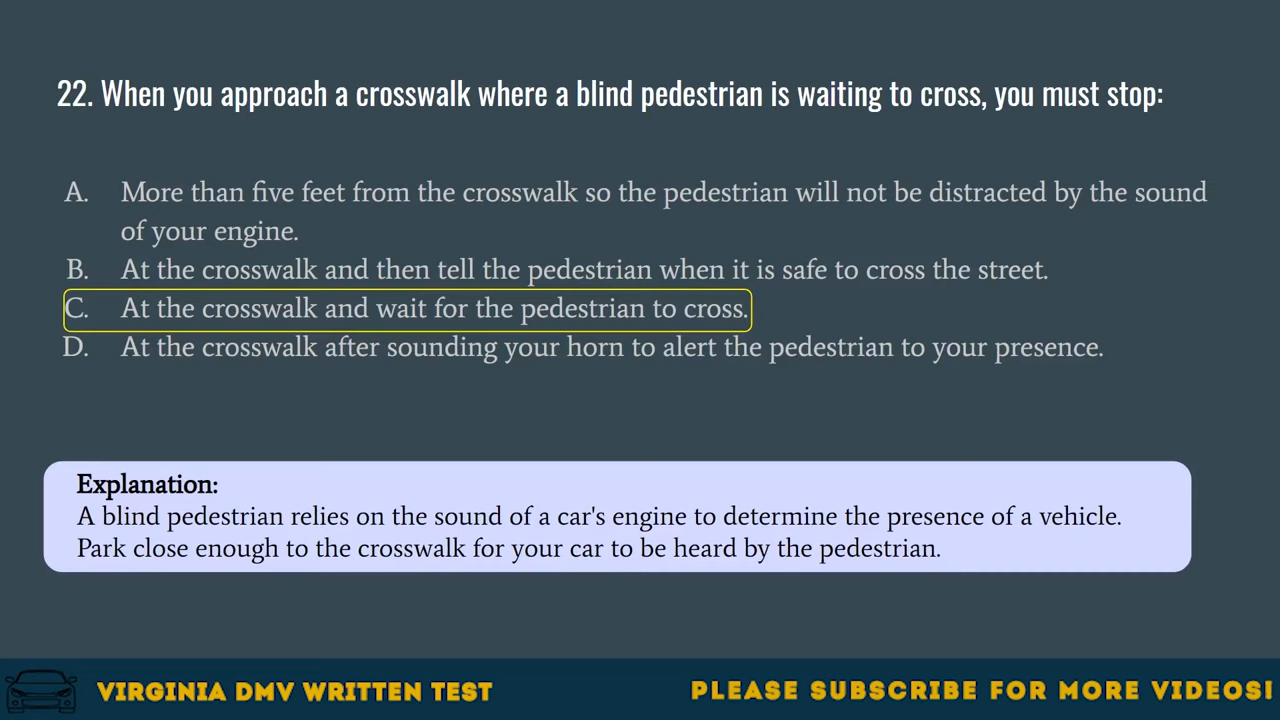 22. When you approach a crosswalk where a blind pedestrian is waiting to cross, you must stop:
A. More than five feet from the crosswalk so the pedestrian will not be distracted by the sound
of your engine.
B. At the crosswalk and then tell the pedestrian when it is safe to cross the street.
C. At the crosswalk and wait for the pedestrian to cross.
D. At the crosswalk after sounding your horn to alert the pedestrian to your presence.
Explanation:
A blind pedestrian relies on the sound of a car's engine to determine the presence of a vehicle.
Park close enough to the crosswalk for your car to be heard by the pedestrian.
VIRGINIA DMV WRITTEN TEST
PLEASE SUBSCRIBE FOR MORE VIDEOS!